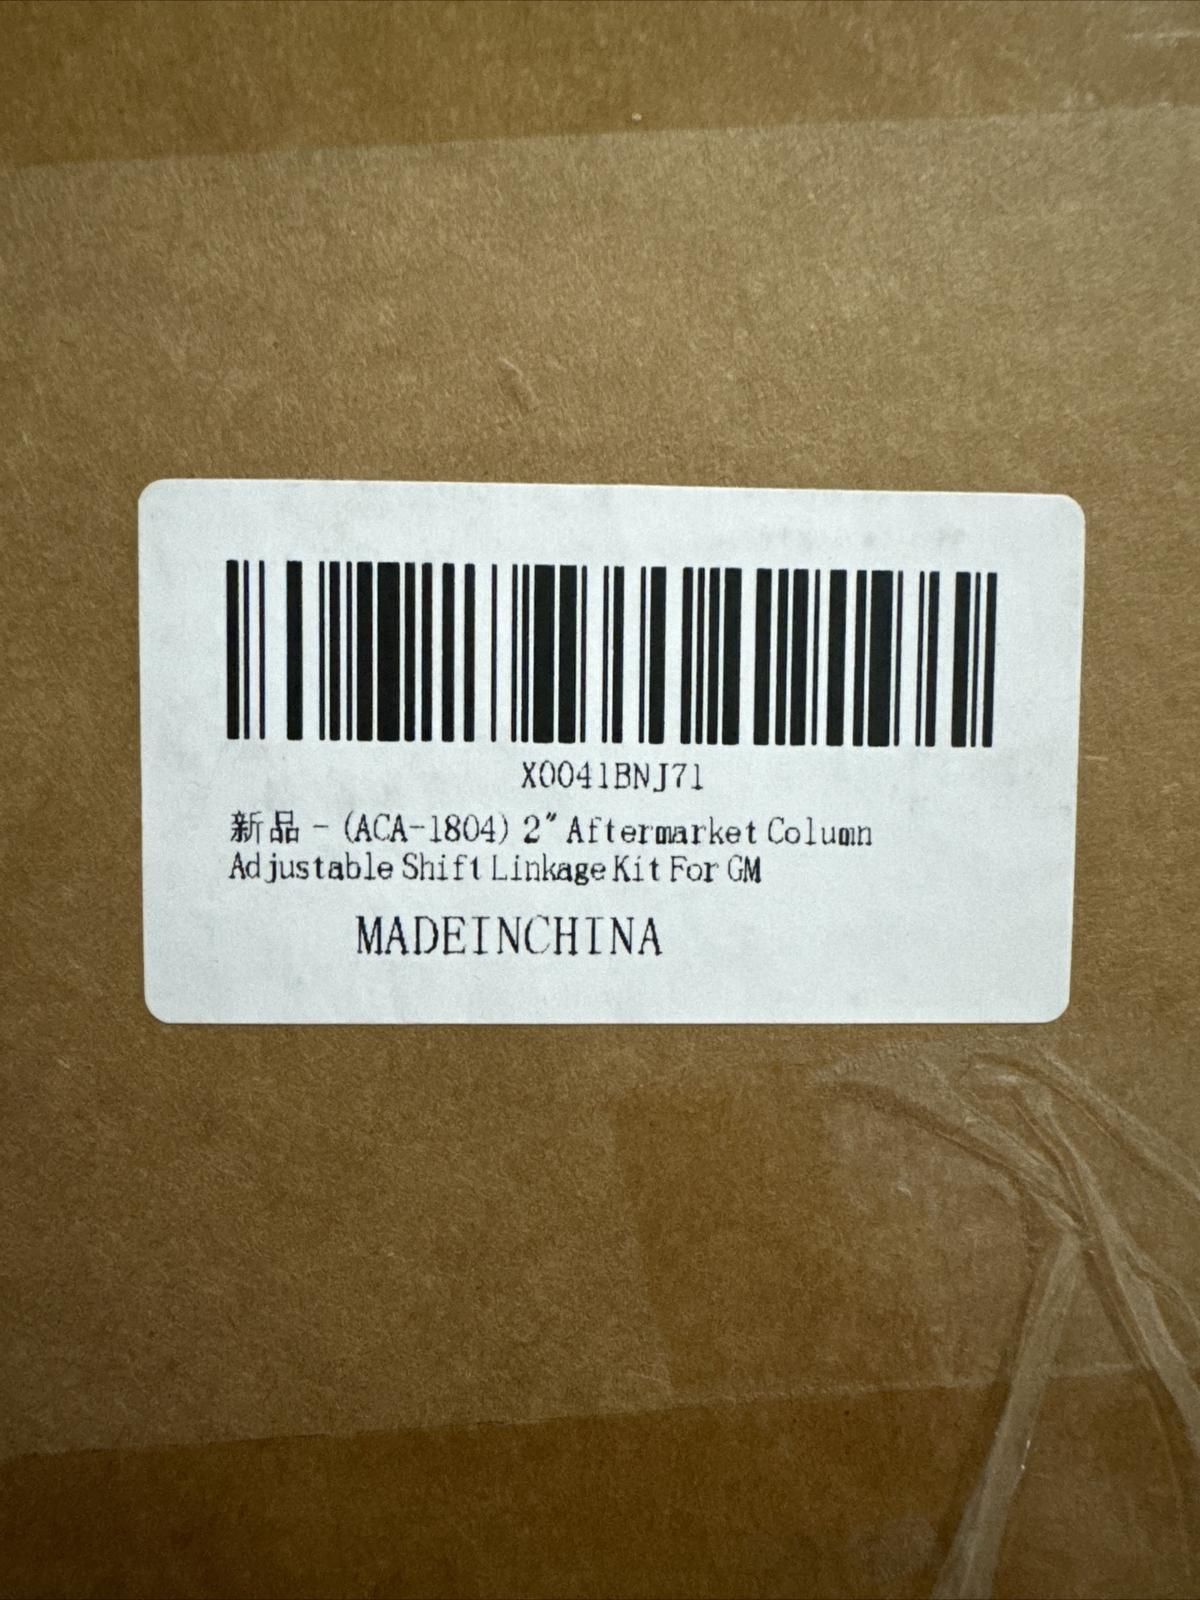 X0041BNJ71
新品 - (ACA-1804) 2" Aftermarket Column
Adjustable Shift Linkage Kit For GM
MADEINCHINA